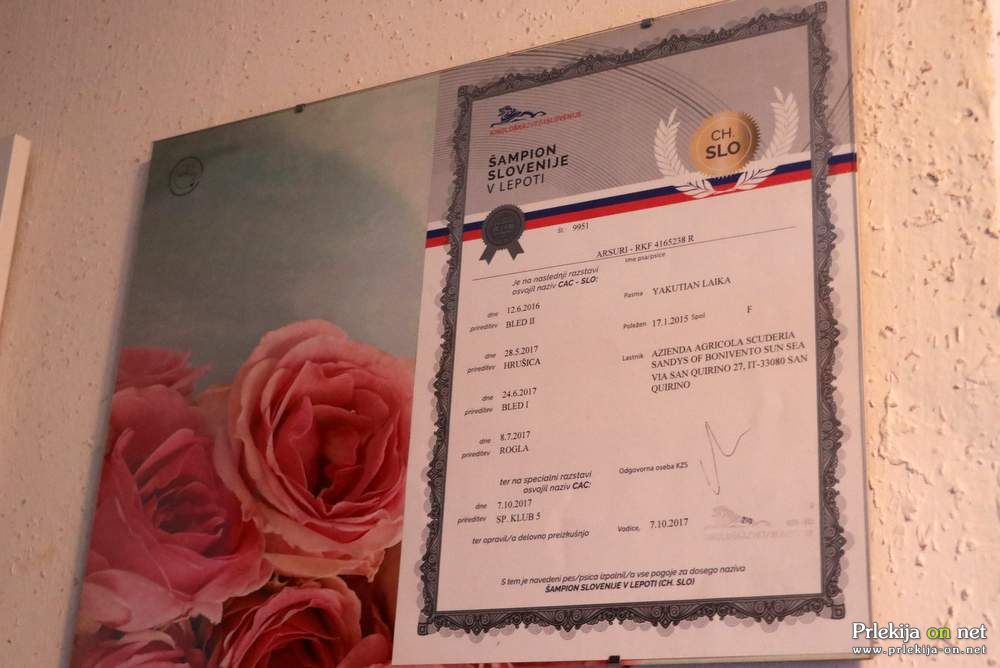 KINOLOŠKA ZVEZA SLOVENIJE
ŠAMPION
SLOVENIJE
V LEPOTI
CH.
SLO
št. 9951
ARSURI - RKF 4165238 R
Ime psa/psice
Je na naslednji razstavi
osvojil naziv CAC - SLO:
dne 12.6.2016
prireditev BLED II
dne 28.5.2017
prireditev HRUŠICA
dne 24.6.2017
prireditev BLED I
dne 8.7.2017
prireditev ROGLA
ter na specialni razstavi
osvojil naziv CAC:
dne 7.10.2017
prireditev SP. KLUB 5
ter opravil/a delovno preizkušnjo
Pasma YAKUTIAN LAIKA
Poležen 17.1.2015 Spol F
Lastnik AZIENDA AGRICOLA SCUDERIA
SANDYS OF BONIVENTO SUN SEA
VIA SAN QUIRINO 27, IT-33080 SAN
QUIRINO
Odgovorna oseba KZS
Vodice, 7.10.2017
S tem je navedeni pes/psica izpolnil/a vse pogoje za dosego naziva
ŠAMPION SLOVENIJE V LEPOTI (CH. SLO)
Prlekija on net
www.prlekija-on.net